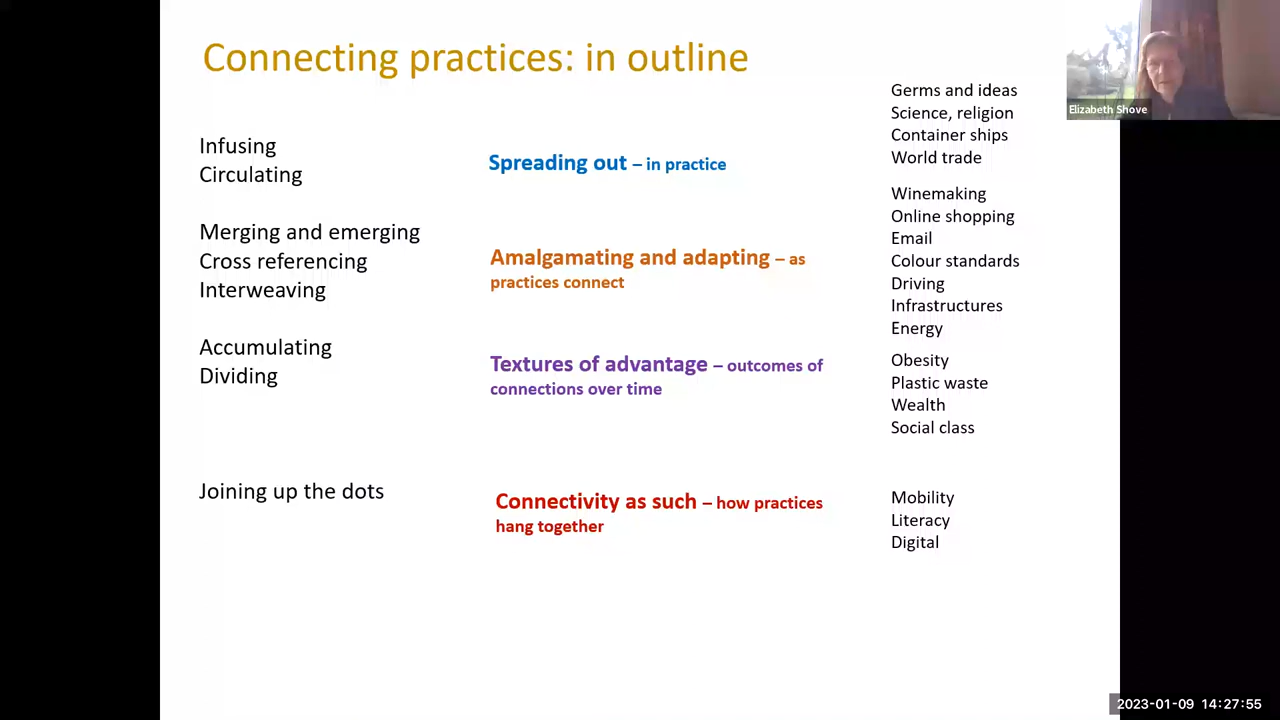 Connecting practices: in outline
Infusing
Circulating
Merging and emerging
Cross referencing
Interweaving
Accumulating
Dividing
Joining up the dots
Spreading out – in practice
Amalgamating and adapting – as
practices connect
Textures of advantage – outcomes of
connections over time
Connectivity as such – how practices
hang together
Germs and ideas
Science, religion
Container ships
World trade
Winemaking
Online shopping
Email
Colour standards
Driving
Infrastructures
Energy
Obesity
Plastic waste
Wealth
Social class
Mobility
Literacy
Digital
Elizabeth Shove
2023-01-09 14:27:55